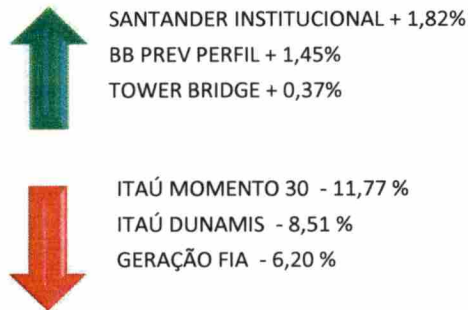 SANTANDER INSTITUCIONAL + 1,82%
BB PREV PERFIL + 1,45%
TOWER BRIDGE + 0,37%
ITAÚ MOMENTO 30 - 11,77 %
ITAÚ DUNAMIS - 8,51 %
GERAÇÃO FIA - 6,20 %